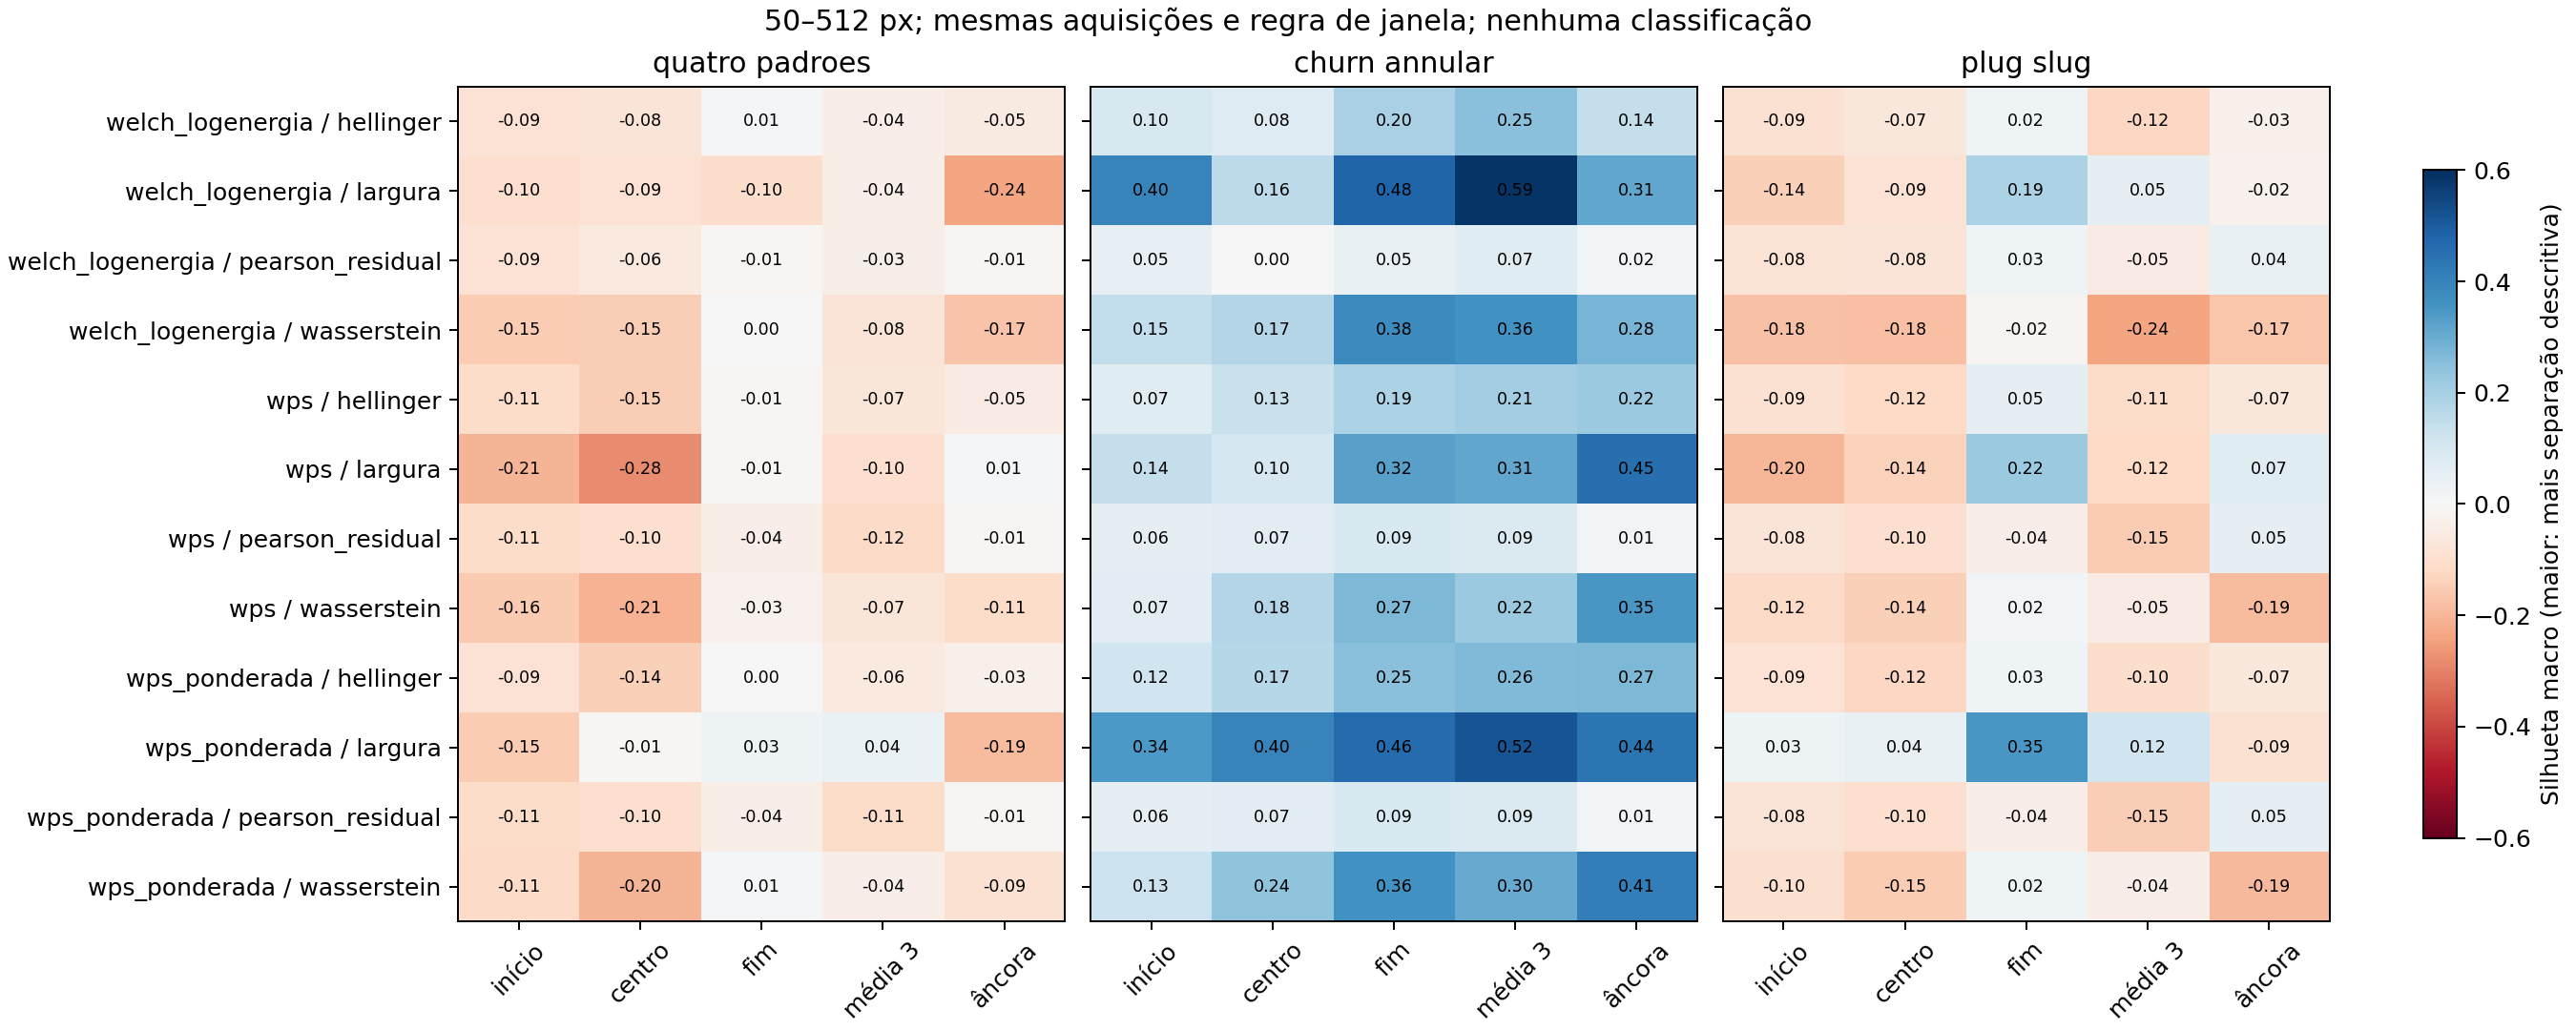 50–512 px; mesmas aquisições e regra de janela; nenhuma classificação
quatro padroes churn annular plug slug
welch_logenergia / hellinger -0.09 -0.08 0.01 -0.04 -0.05 0.10 0.08 0.20 0.25 0.14 -0.09 -0.07 0.02 -0.12 -0.03
welch_logenergia / largura -0.10 -0.09 -0.10 -0.04 -0.24 0.40 0.16 0.48 0.59 0.31 -0.14 -0.09 0.19 0.05 -0.02
welch_logenergia / pearson_residual -0.09 -0.06 -0.01 -0.03 -0.01 0.05 0.00 0.05 0.07 0.02 -0.08 -0.08 0.03 -0.05 0.04
welch_logenergia / wasserstein -0.15 -0.15 0.00 -0.08 -0.17 0.15 0.17 0.38 0.36 0.28 -0.18 -0.18 -0.02 -0.24 -0.17
wps / hellinger -0.11 -0.15 -0.01 -0.07 -0.05 0.07 0.13 0.19 0.21 0.22 -0.09 -0.12 0.05 -0.11 -0.07
wps / largura -0.21 -0.28 -0.01 -0.10 0.01 0.14 0.10 0.32 0.31 0.45 -0.20 -0.14 0.22 -0.12 0.07
wps / pearson_residual -0.11 -0.10 -0.04 -0.12 -0.01 0.06 0.07 0.09 0.09 0.01 -0.08 -0.10 -0.04 -0.15 0.05
wps / wasserstein -0.16 -0.21 -0.03 -0.07 -0.11 0.07 0.18 0.27 0.22 0.35 -0.12 -0.14 0.02 -0.05 -0.19
wps_ponderada / hellinger -0.09 -0.14 0.00 -0.06 -0.03 0.12 0.17 0.25 0.26 0.27 -0.09 -0.12 0.03 -0.10 -0.07
wps_ponderada / largura -0.15 -0.01 0.03 0.04 -0.19 0.34 0.40 0.46 0.52 0.44 0.03 0.04 0.35 0.12 -0.09
wps_ponderada / pearson_residual -0.11 -0.10 -0.04 -0.11 -0.01 0.06 0.07 0.09 0.09 0.01 -0.08 -0.10 -0.04 -0.15 0.05
wps_ponderada / wasserstein -0.11 -0.20 0.01 -0.04 -0.09 0.13 0.24 0.36 0.30 0.41 -0.10 -0.15 0.02 -0.04 -0.19
início centro fim média 3 âncora início centro fim média 3 âncora início centro fim média 3 âncora
0.6
0.4
0.2
0.0
−0.2
−0.4
−0.6
Silhueta macro (maior: mais separação descritiva)